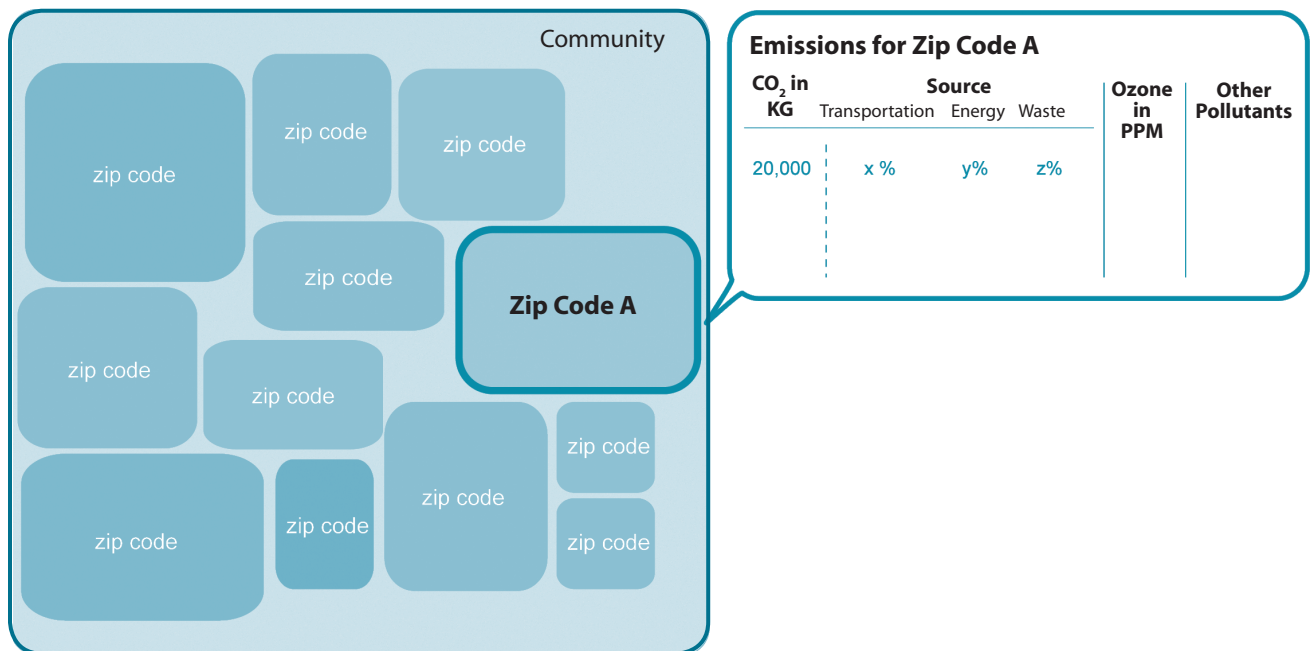 Community
zip code
zip code
zip code
zip code
Zip Code A
zip code
zip code
zip code
zip code
zip code
zip code
zip code
Emissions for Zip Code A
CO2 in KG
Source
Transportation Energy Waste
Ozone in PPM
Other Pollutants
20,000 x % y% z%